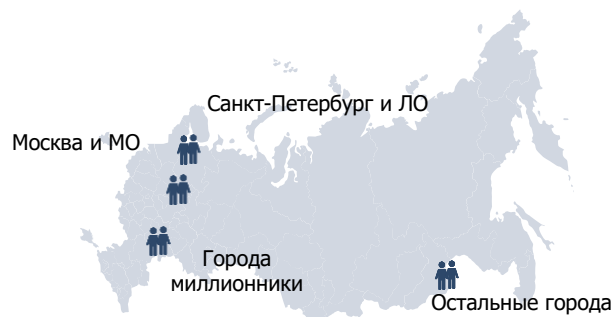 Санкт-Петербург и ЛО
Москва и МО
Города
миллионники
Остальные города